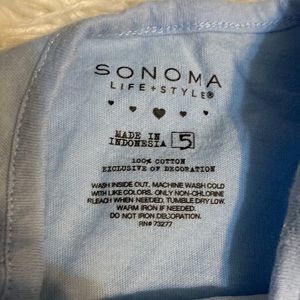 SONOMA
LIFE + STYLE®
MADE IN
INDONESIA 5
100% COTTON
EXCLUSIVE OF DECORATION
WASH INSIDE OUT. MACHINE WASH COLD
WITH LIKE COLORS. ONLY NON-CHLORINE
BLEACH WHEN NEEDED. TUMBLE DRY LOW.
WARM IRON IF NEEDED.
DO NOT IRON DECORATION.
RN# 73277